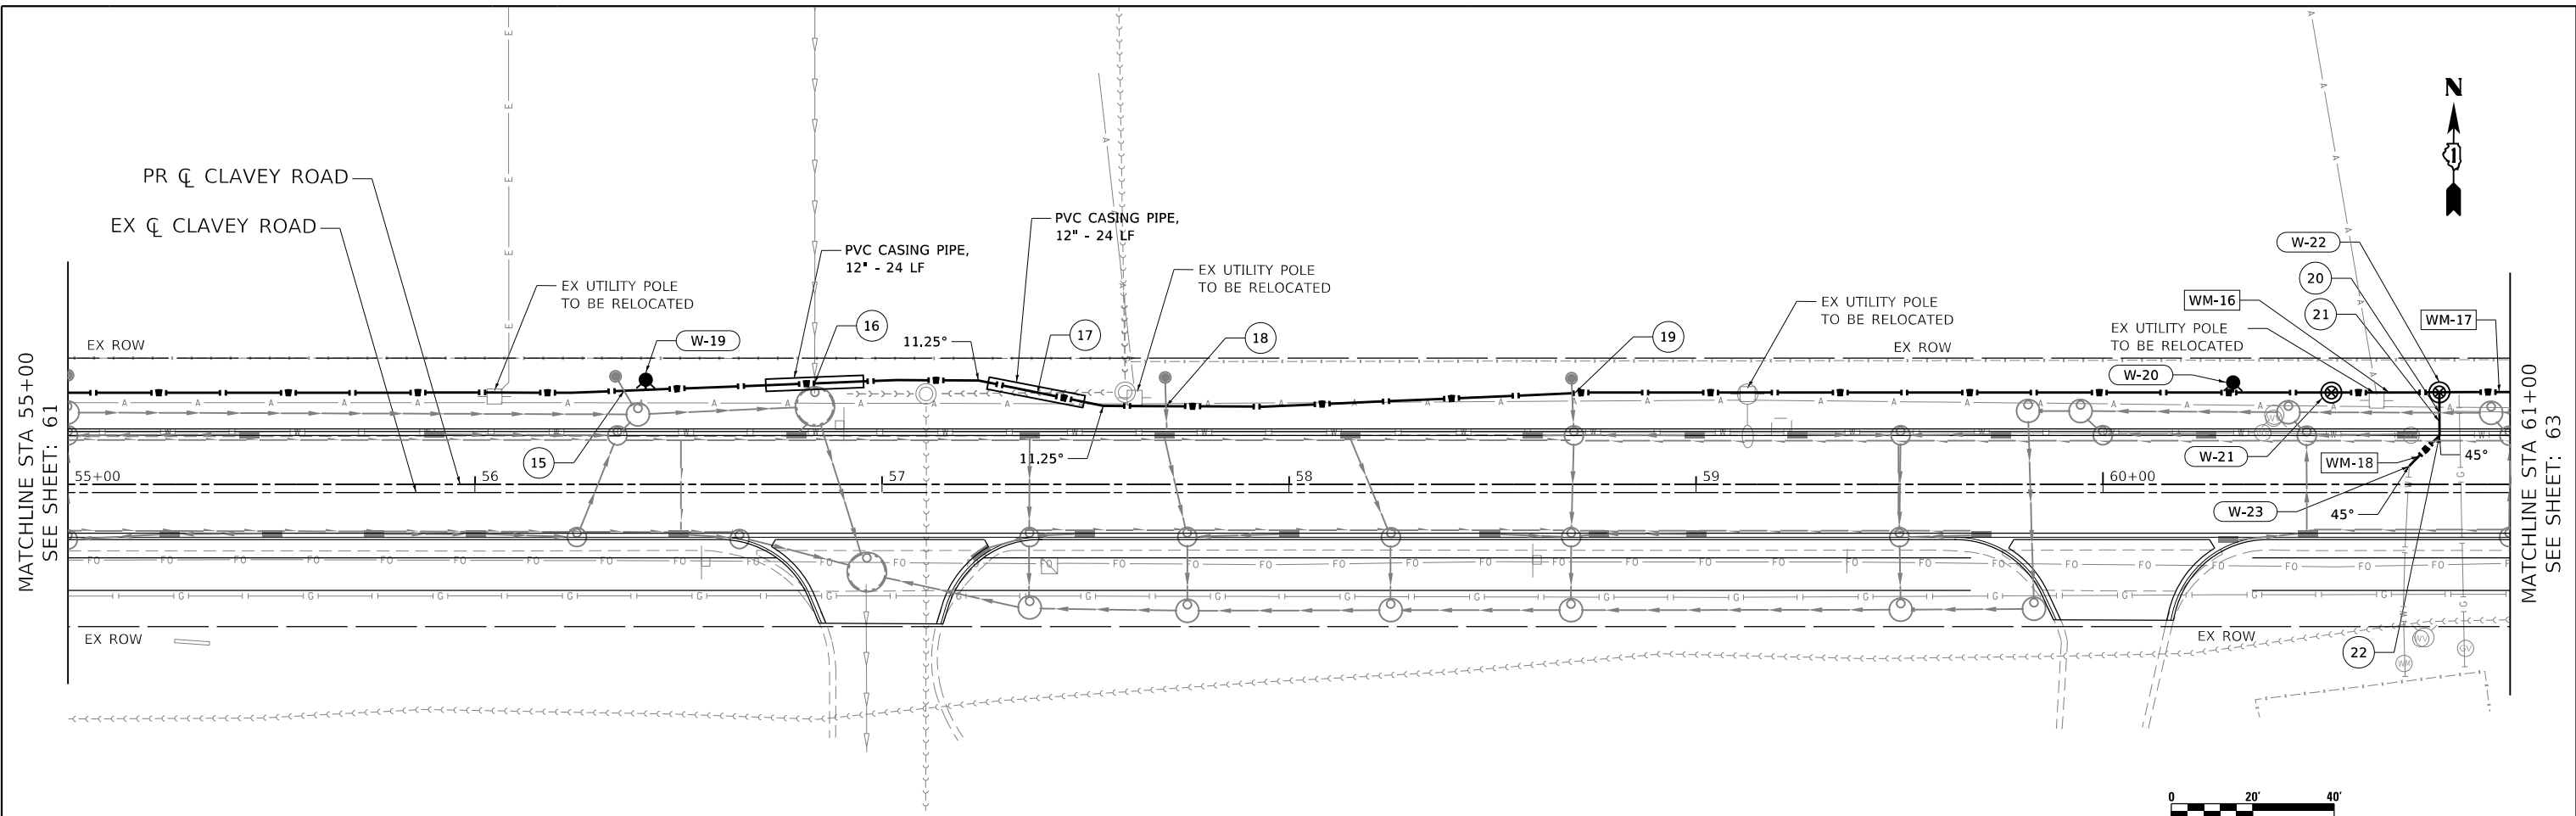 N
1
PR ℄ CLAVEY ROAD
EX ℄ CLAVEY ROAD
PVC CASING PIPE,
12" - 24 LF
PVC CASING PIPE,
12" - 24 LF
W-22
20
EX UTILITY POLE
TO BE RELOCATED
EX UTILITY POLE
TO BE RELOCATED
EX UTILITY POLE
TO BE RELOCATED
WM-16
21
WM-17
EX UTILITY POLE
TO BE RELOCATED
EX ROW
W-19
16
11.25°
17
18
19
EX ROW
W-20
MATCHLINE STA 55+00
SEE SHEET: 61
MATCHLINE STA 61+00
SEE SHEET: 63
15
11.25°
W-21
WM-18
45°
55+00
56
57
58
59
60+00
W-23
45°
EX ROW
EX ROW
22
WV
WM
GV
0 20' 40'